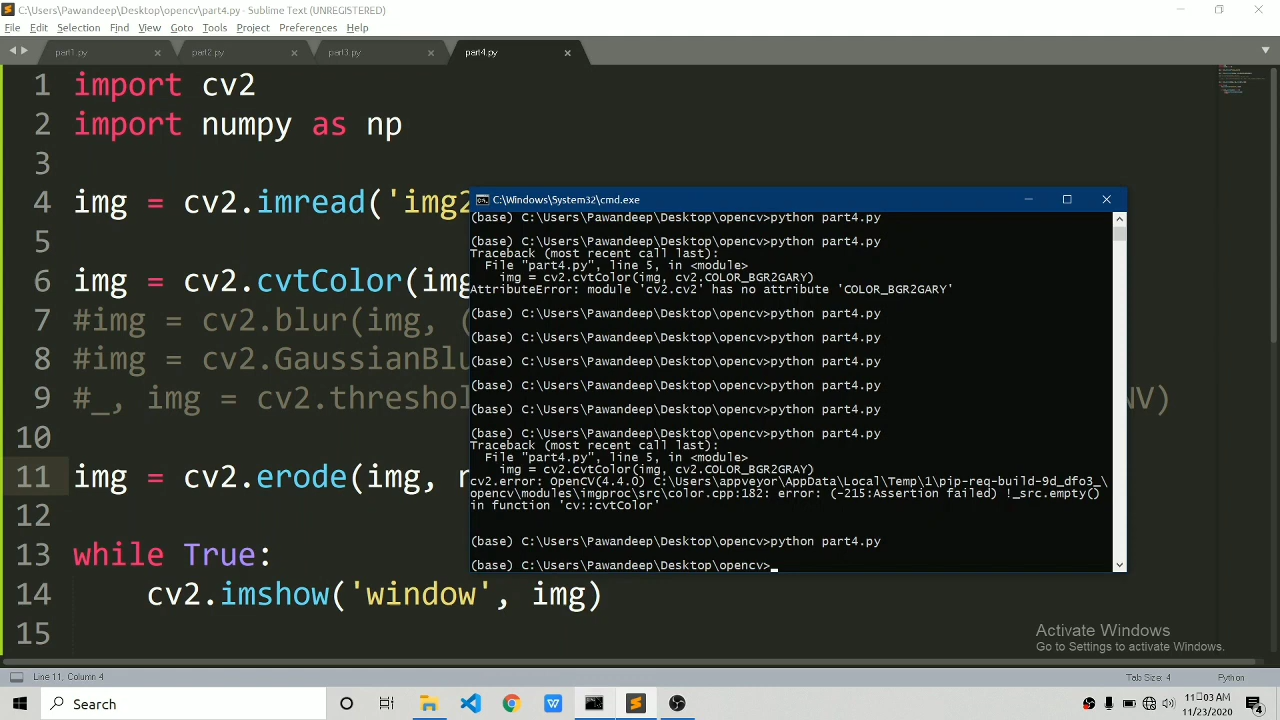 C:\Users\Pawandeep\Desktop\opencv\part4.py - Sublime Text (UNREGISTERED)
File Edit Selection Find View Goto Tools Project Preferences Help
part1.py part2.py part3.py part4.py
1 import cv2
2 import numpy as np
3
4 img = cv2.imread('img2
5
6 img = cv2.cvtColor(img
7 #img = cv2.blur(img, (
8 #img = cv2.GaussianBlu
9 #_, img = cv2.threshol NV)
10
11 img = cv2.erode(img,
12
13 while True:
14 cv2.imshow('window', img)
15
C:\Windows\System32\cmd.exe
(base) C:\Users\Pawandeep\Desktop\opencv>python part4.py
(base) C:\Users\Pawandeep\Desktop\opencv>python part4.py
Traceback (most recent call last):
File "part4.py", line 5, in <module>
img = cv2.cvtColor(img, cv2.COLOR_BGR2GARY)
AttributeError: module 'cv2.cv2' has no attribute 'COLOR_BGR2GARY'
(base) C:\Users\Pawandeep\Desktop\opencv>python part4.py
(base) C:\Users\Pawandeep\Desktop\opencv>python part4.py
(base) C:\Users\Pawandeep\Desktop\opencv>python part4.py
(base) C:\Users\Pawandeep\Desktop\opencv>python part4.py
(base) C:\Users\Pawandeep\Desktop\opencv>python part4.py
(base) C:\Users\Pawandeep\Desktop\opencv>python part4.py
Traceback (most recent call last):
File "part4.py", line 5, in <module>
img = cv2.cvtColor(img, cv2.COLOR_BGR2GRAY)
cv2.error: OpenCV(4.4.0) C:\Users\appveyor\AppData\Local\Temp\1\pip-req-build-9d_dfo3_\
opencv\modules\imgproc\src\color.cpp:182: error: (-215:Assertion failed) !_src.empty()
in function 'cv::cvtColor'
(base) C:\Users\Pawandeep\Desktop\opencv>python part4.py
(base) C:\Users\Pawandeep\Desktop\opencv>
Activate Windows
Go to Settings to activate Windows.
Line 11, Column 4 Tab Size: 4 Python
Search
11:03 AM
11/23/2020
4